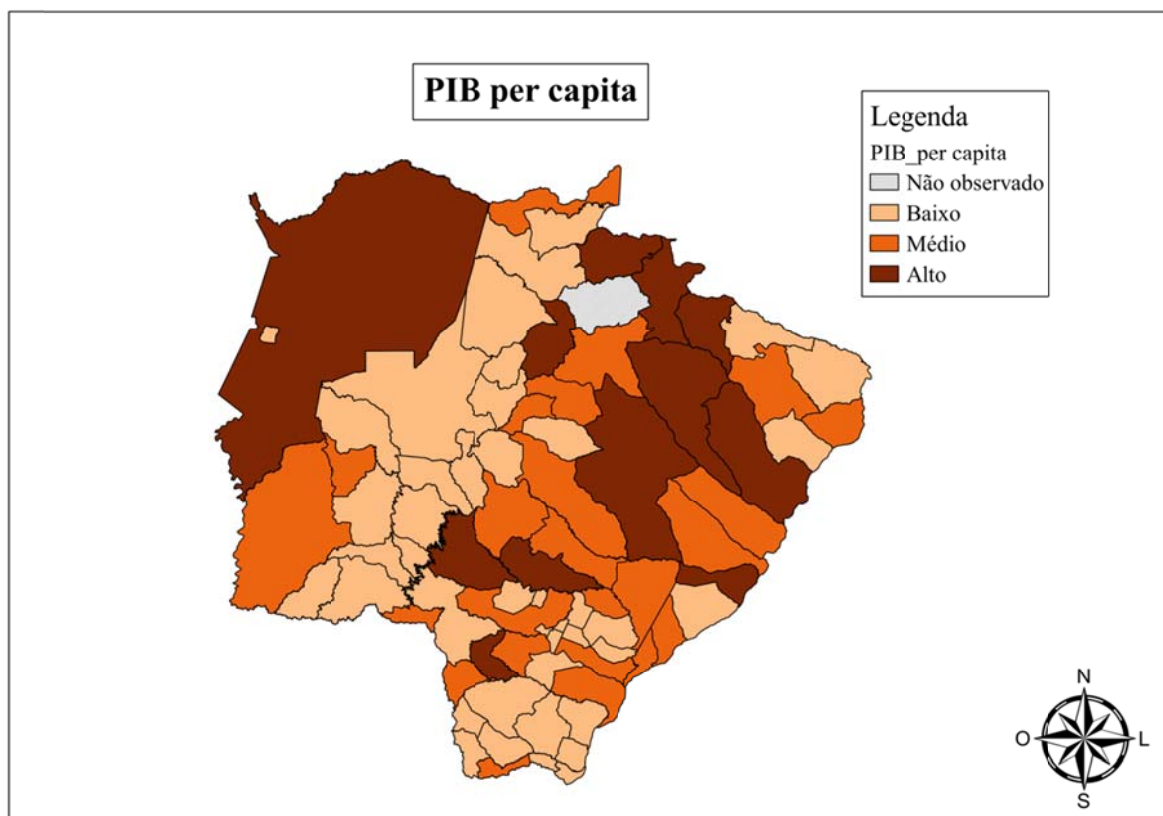 PIB per capita
Legenda
PIB_per capita
Não observado
Baixo
Médio
Alto
N
O L
S